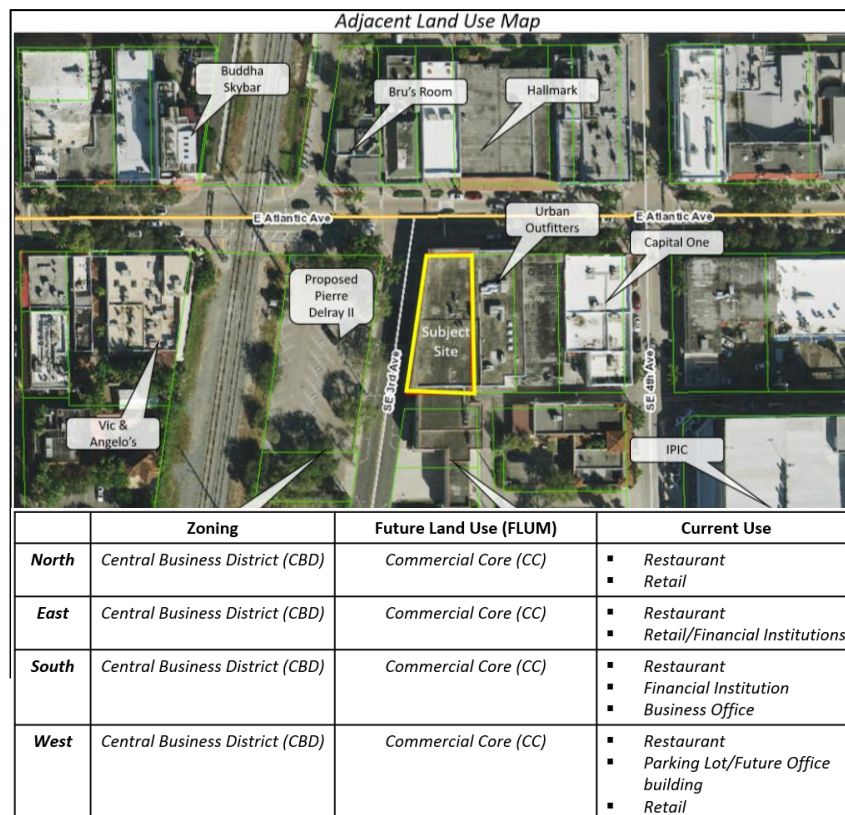 Adjacent Land Use Map
Buddha
Skybar
Bru's Room
Hallmark
E Atlantic Ave
E Atlantic Ave
Urban
Outfitters
Capital One
Proposed
Pierre
Delray II
Subject
Site
SE 3rd Ave
SE 4th Ave
Vic &
Angelo's
IPIC
Zoning Future Land Use (FLUM) Current Use
North Central Business District (CBD) Commercial Core (CC) ▪ Restaurant
▪ Retail
East Central Business District (CBD) Commercial Core (CC) ▪ Restaurant
▪ Retail/Financial Institutions
South Central Business District (CBD) Commercial Core (CC) ▪ Restaurant
▪ Financial Institution
▪ Business Office
West Central Business District (CBD) Commercial Core (CC) ▪ Restaurant
▪ Parking Lot/Future Office
building
▪ Retail